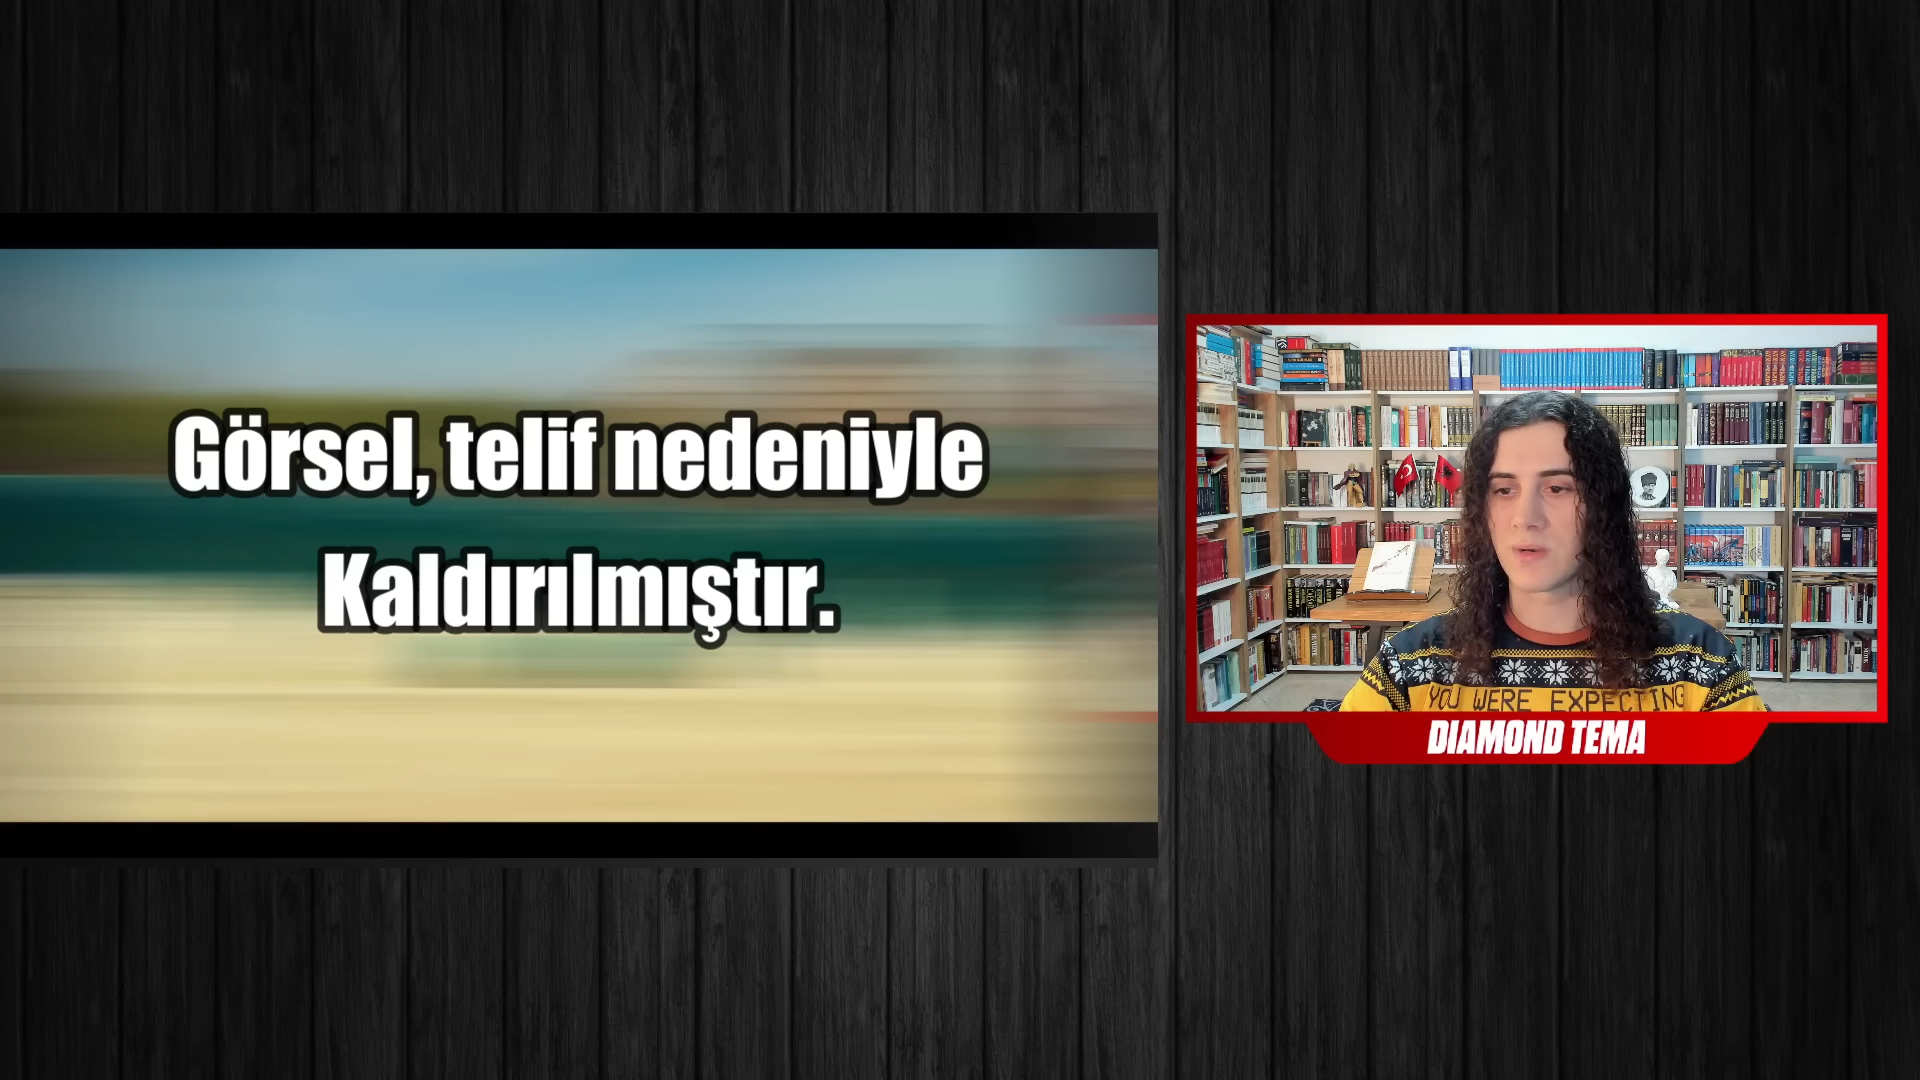 Görsel, telif nedeniyle
Kaldırılmıştır.
YOU WERE EXPECTING
DIAMOND TEMA